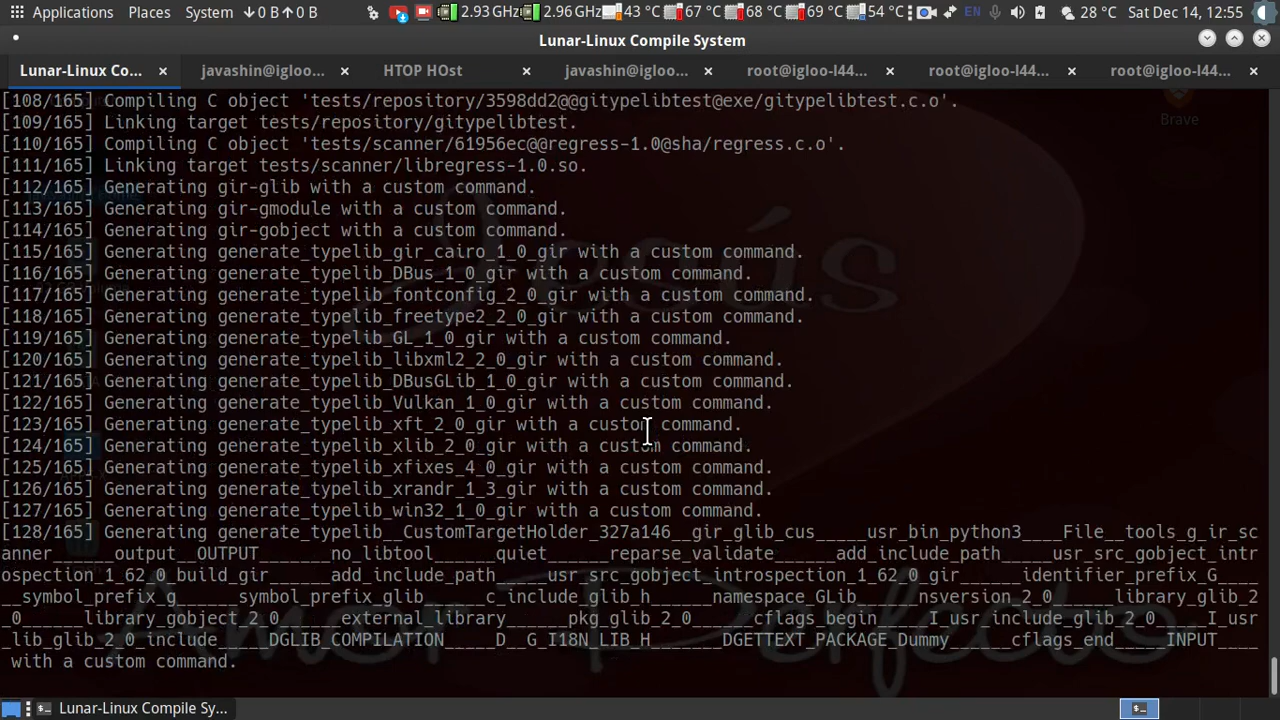 Applications Places System 0 B 0 B 2.93 GHz 2.96 GHz 43 °C 67 °C 68 °C 69 °C 54 °C EN 28 °C Sat Dec 14, 12:55
Lunar-Linux Compile System
Lunar-Linux Co... javashin@igloo... HTOP HOst javashin@igloo... root@igloo-l44... root@igloo-l44... root@igloo-l44...
[108/165] Compiling C object 'tests/repository/3598dd2@@gitypelibtest@exe/gitypelibtest.c.o'.
[109/165] Linking target tests/repository/gitypelibtest.
[110/165] Compiling C object 'tests/scanner/61956ec@@regress-1.0@sha/regress.c.o'.
[111/165] Linking target tests/scanner/libregress-1.0.so.
[112/165] Generating gir-glib with a custom command.
[113/165] Generating gir-gmodule with a custom command.
[114/165] Generating gir-gobject with a custom command.
[115/165] Generating generate_typelib_gir_cairo_1_0_gir with a custom command.
[116/165] Generating generate_typelib_DBus_1_0_gir with a custom command.
[117/165] Generating generate_typelib_fontconfig_2_0_gir with a custom command.
[118/165] Generating generate_typelib_freetype2_2_0_gir with a custom command.
[119/165] Generating generate_typelib_GL_1_0_gir with a custom command.
[120/165] Generating generate_typelib_libxml2_2_0_gir with a custom command.
[121/165] Generating generate_typelib_DBusGLib_1_0_gir with a custom command.
[122/165] Generating generate_typelib_Vulkan_1_0_gir with a custom command.
[123/165] Generating generate_typelib_xft_2_0_gir with a custom command.
[124/165] Generating generate_typelib_xlib_2_0_gir with a custom command.
[125/165] Generating generate_typelib_xfixes_4_0_gir with a custom command.
[126/165] Generating generate_typelib_xrandr_1_3_gir with a custom command.
[127/165] Generating generate_typelib_win32_1_0_gir with a custom command.
[128/165] Generating generate_typelib__CustomTargetHolder_327a146__gir_glib_cus_____usr_bin_python3____File__tools_g_ir_sc
anner______output__OUTPUT_______no_libtool______quiet______reparse_validate______add_include_path_____usr_src_gobject_intr
ospection_1_62_0_build_gir______add_include_path_____usr_src_gobject_introspection_1_62_0_gir______identifier_prefix_G____
__symbol_prefix_g______symbol_prefix_glib______c_include_glib_h______namespace_GLib______nsversion_2_0______library_glib_2
_0______library_gobject_2_0______external_library______pkg_glib_2_0______cflags_begin_____I_usr_include_glib_2_0____I_usr
_lib_glib_2_0_include_____DGLIB_COMPILATION_____D__G_I18N_LIB_H_______DGETTEXT_PACKAGE_Dummy______cflags_end_____INPUT____
with a custom command.
Jesús
Amor Perfecto
Brave
Lunar-Linux Compile Sy...